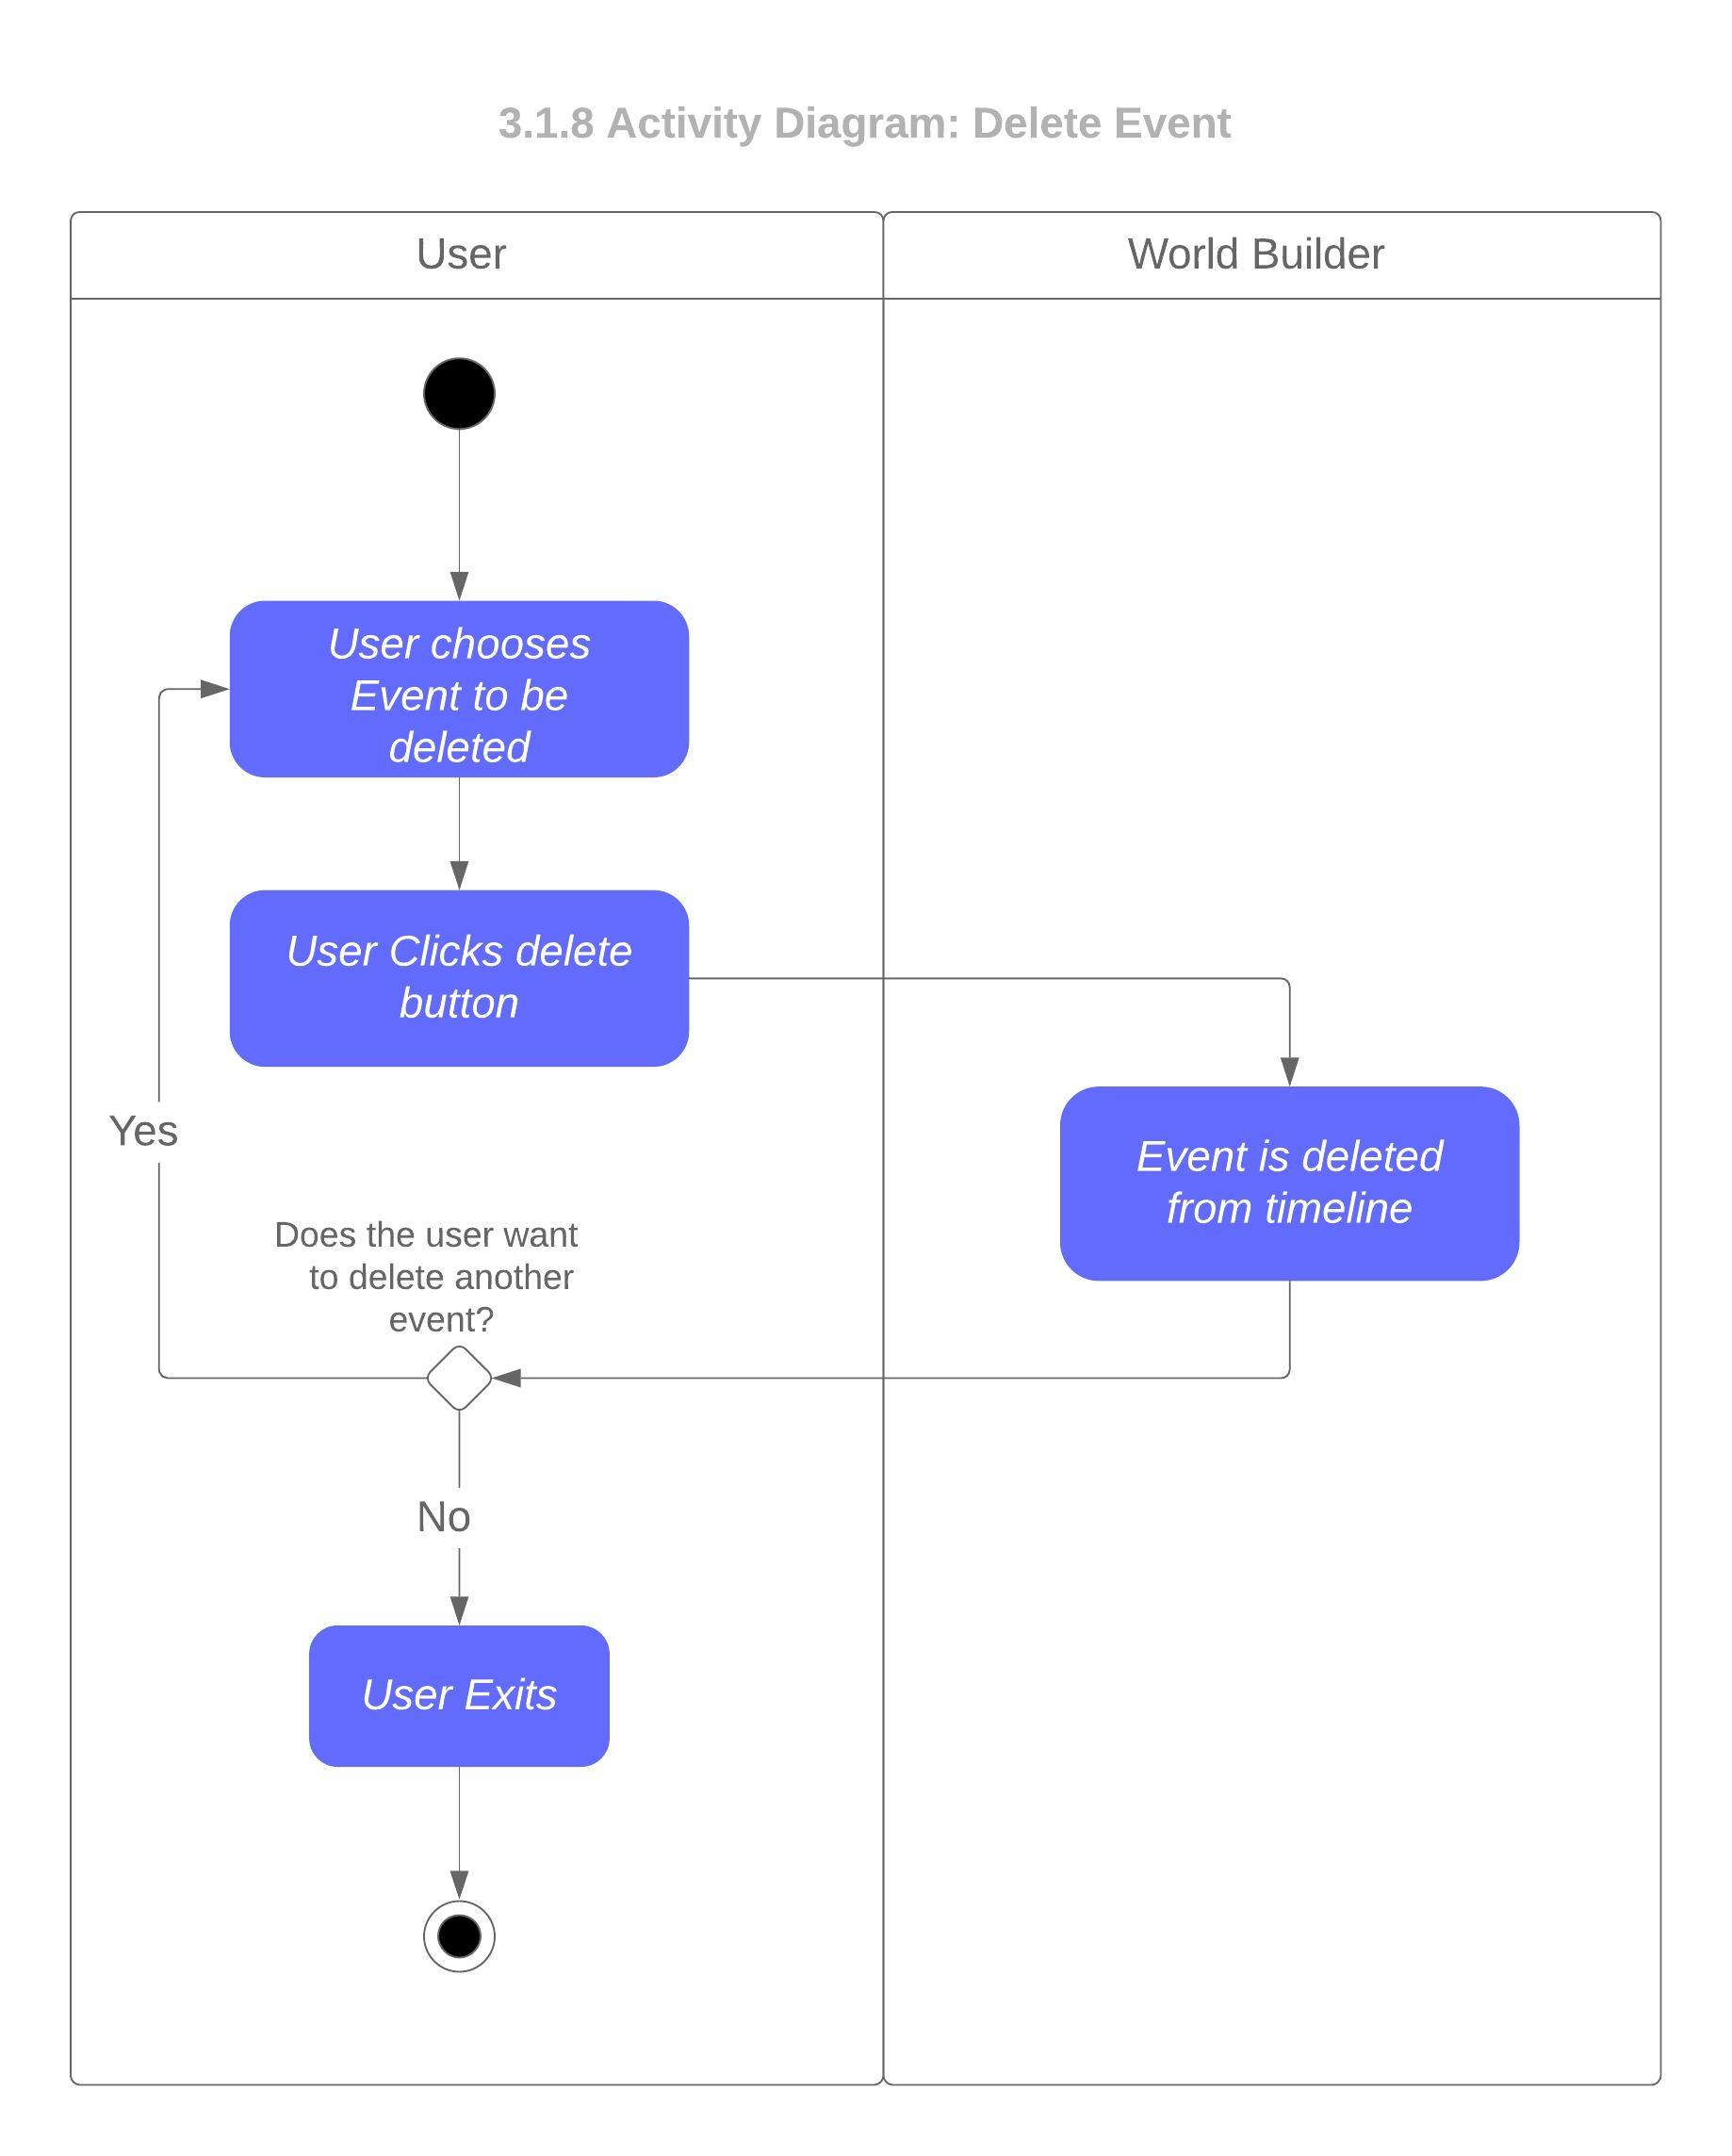 3.1.8 Activity Diagram: Delete Event
User
World Builder
User chooses
Event to be
deleted
User Clicks delete
button
Yes
Event is deleted
from timeline
Does the user want
to delete another
event?
No
User Exits